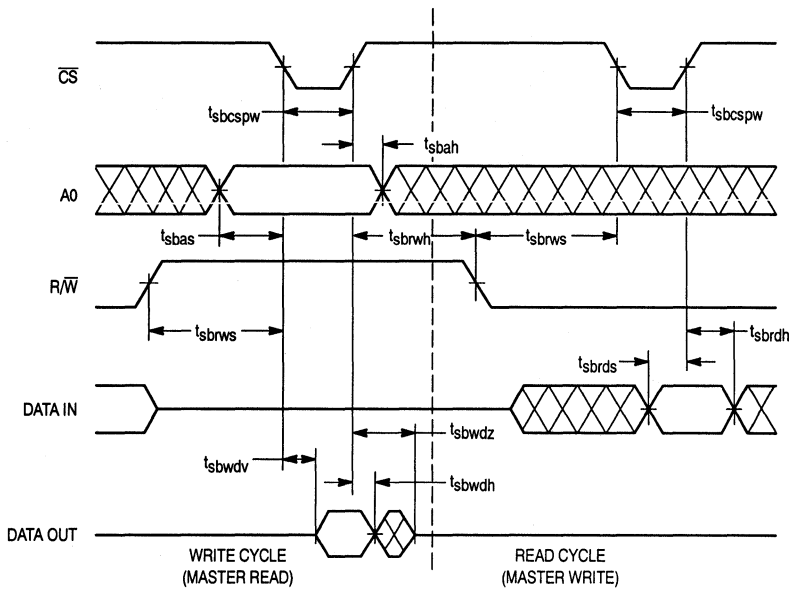 CS
tsbcspw
tsbcspw
tsbah
A0
tsbas
tsbrwh
tsbrws
R/W
tsbrws
tsbrdh
tsbrds
DATA IN
tsbwdz
tsbwdv
tsbwdh
DATA OUT
WRITE CYCLE
(MASTER READ)
READ CYCLE
(MASTER WRITE)